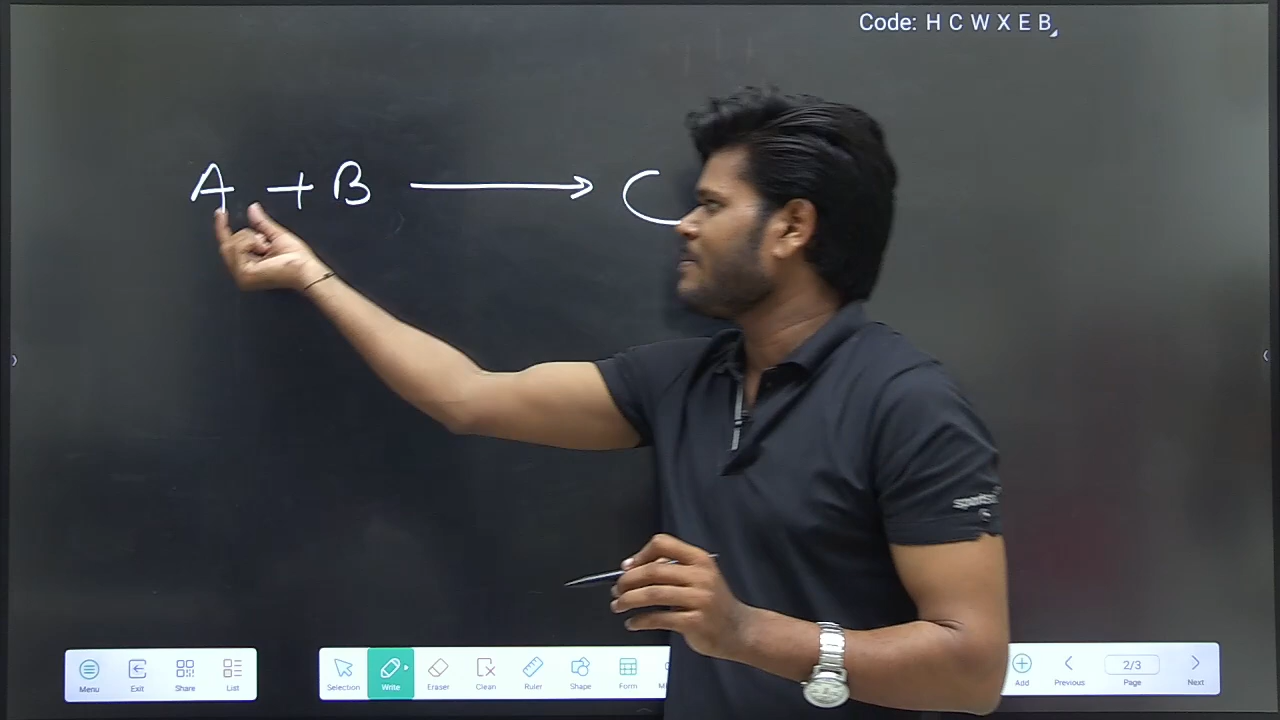 Code: H C W X E B
A + B ⟶ C
Menu Exit Share List Selection Write Eraser Clean Ruler Shape Form Add Previous 2/3 Page Next